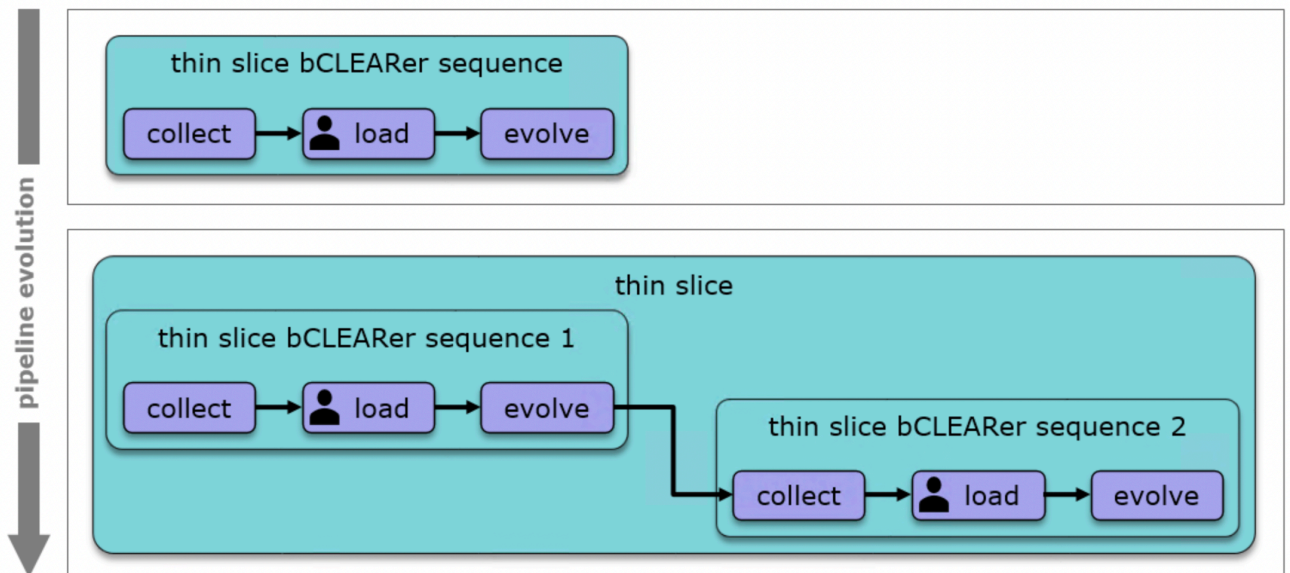 pipeline evolution
thin slice bCLEARer sequence
collect
load
evolve
thin slice
thin slice bCLEARer sequence 1
collect
load
evolve
thin slice bCLEARer sequence 2
collect
load
evolve